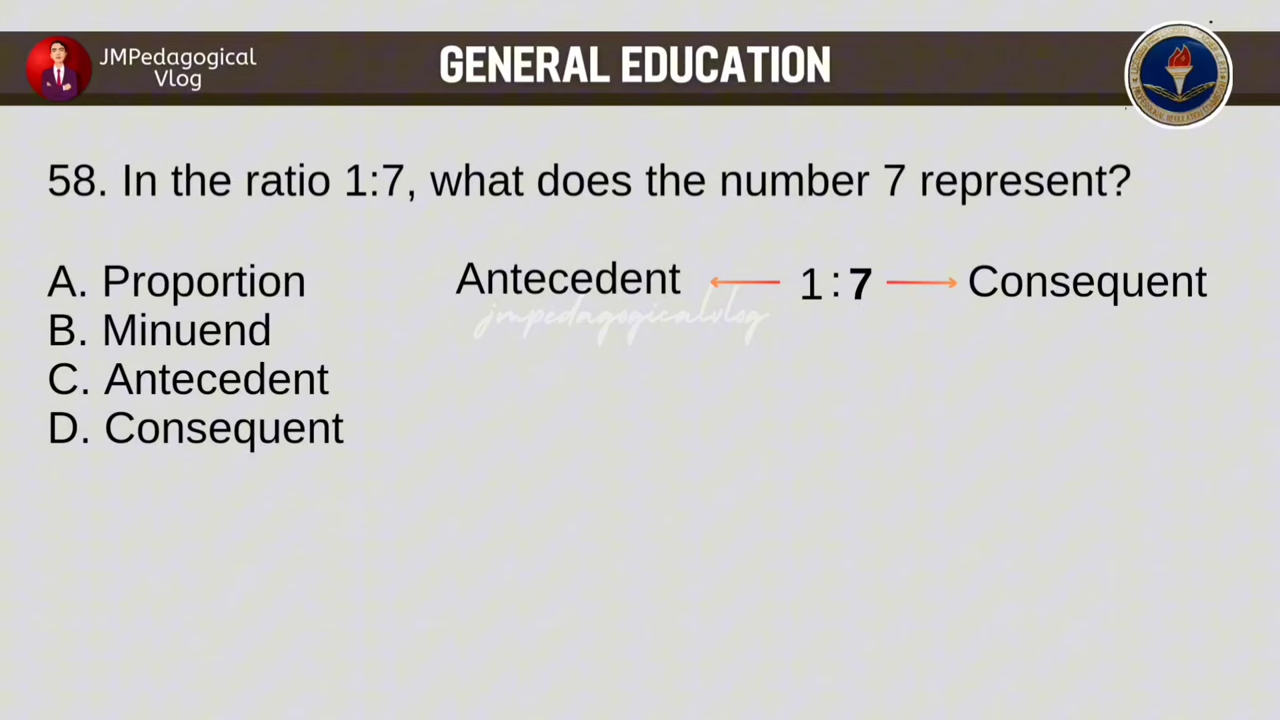 JMPedagogical
Vlog
GENERAL EDUCATION
58. In the ratio 1:7, what does the number 7 represent?
A. Proportion
B. Minuend
C. Antecedent
D. Consequent
Antecedent 1:7 Consequent
jmpedagogicalvlog